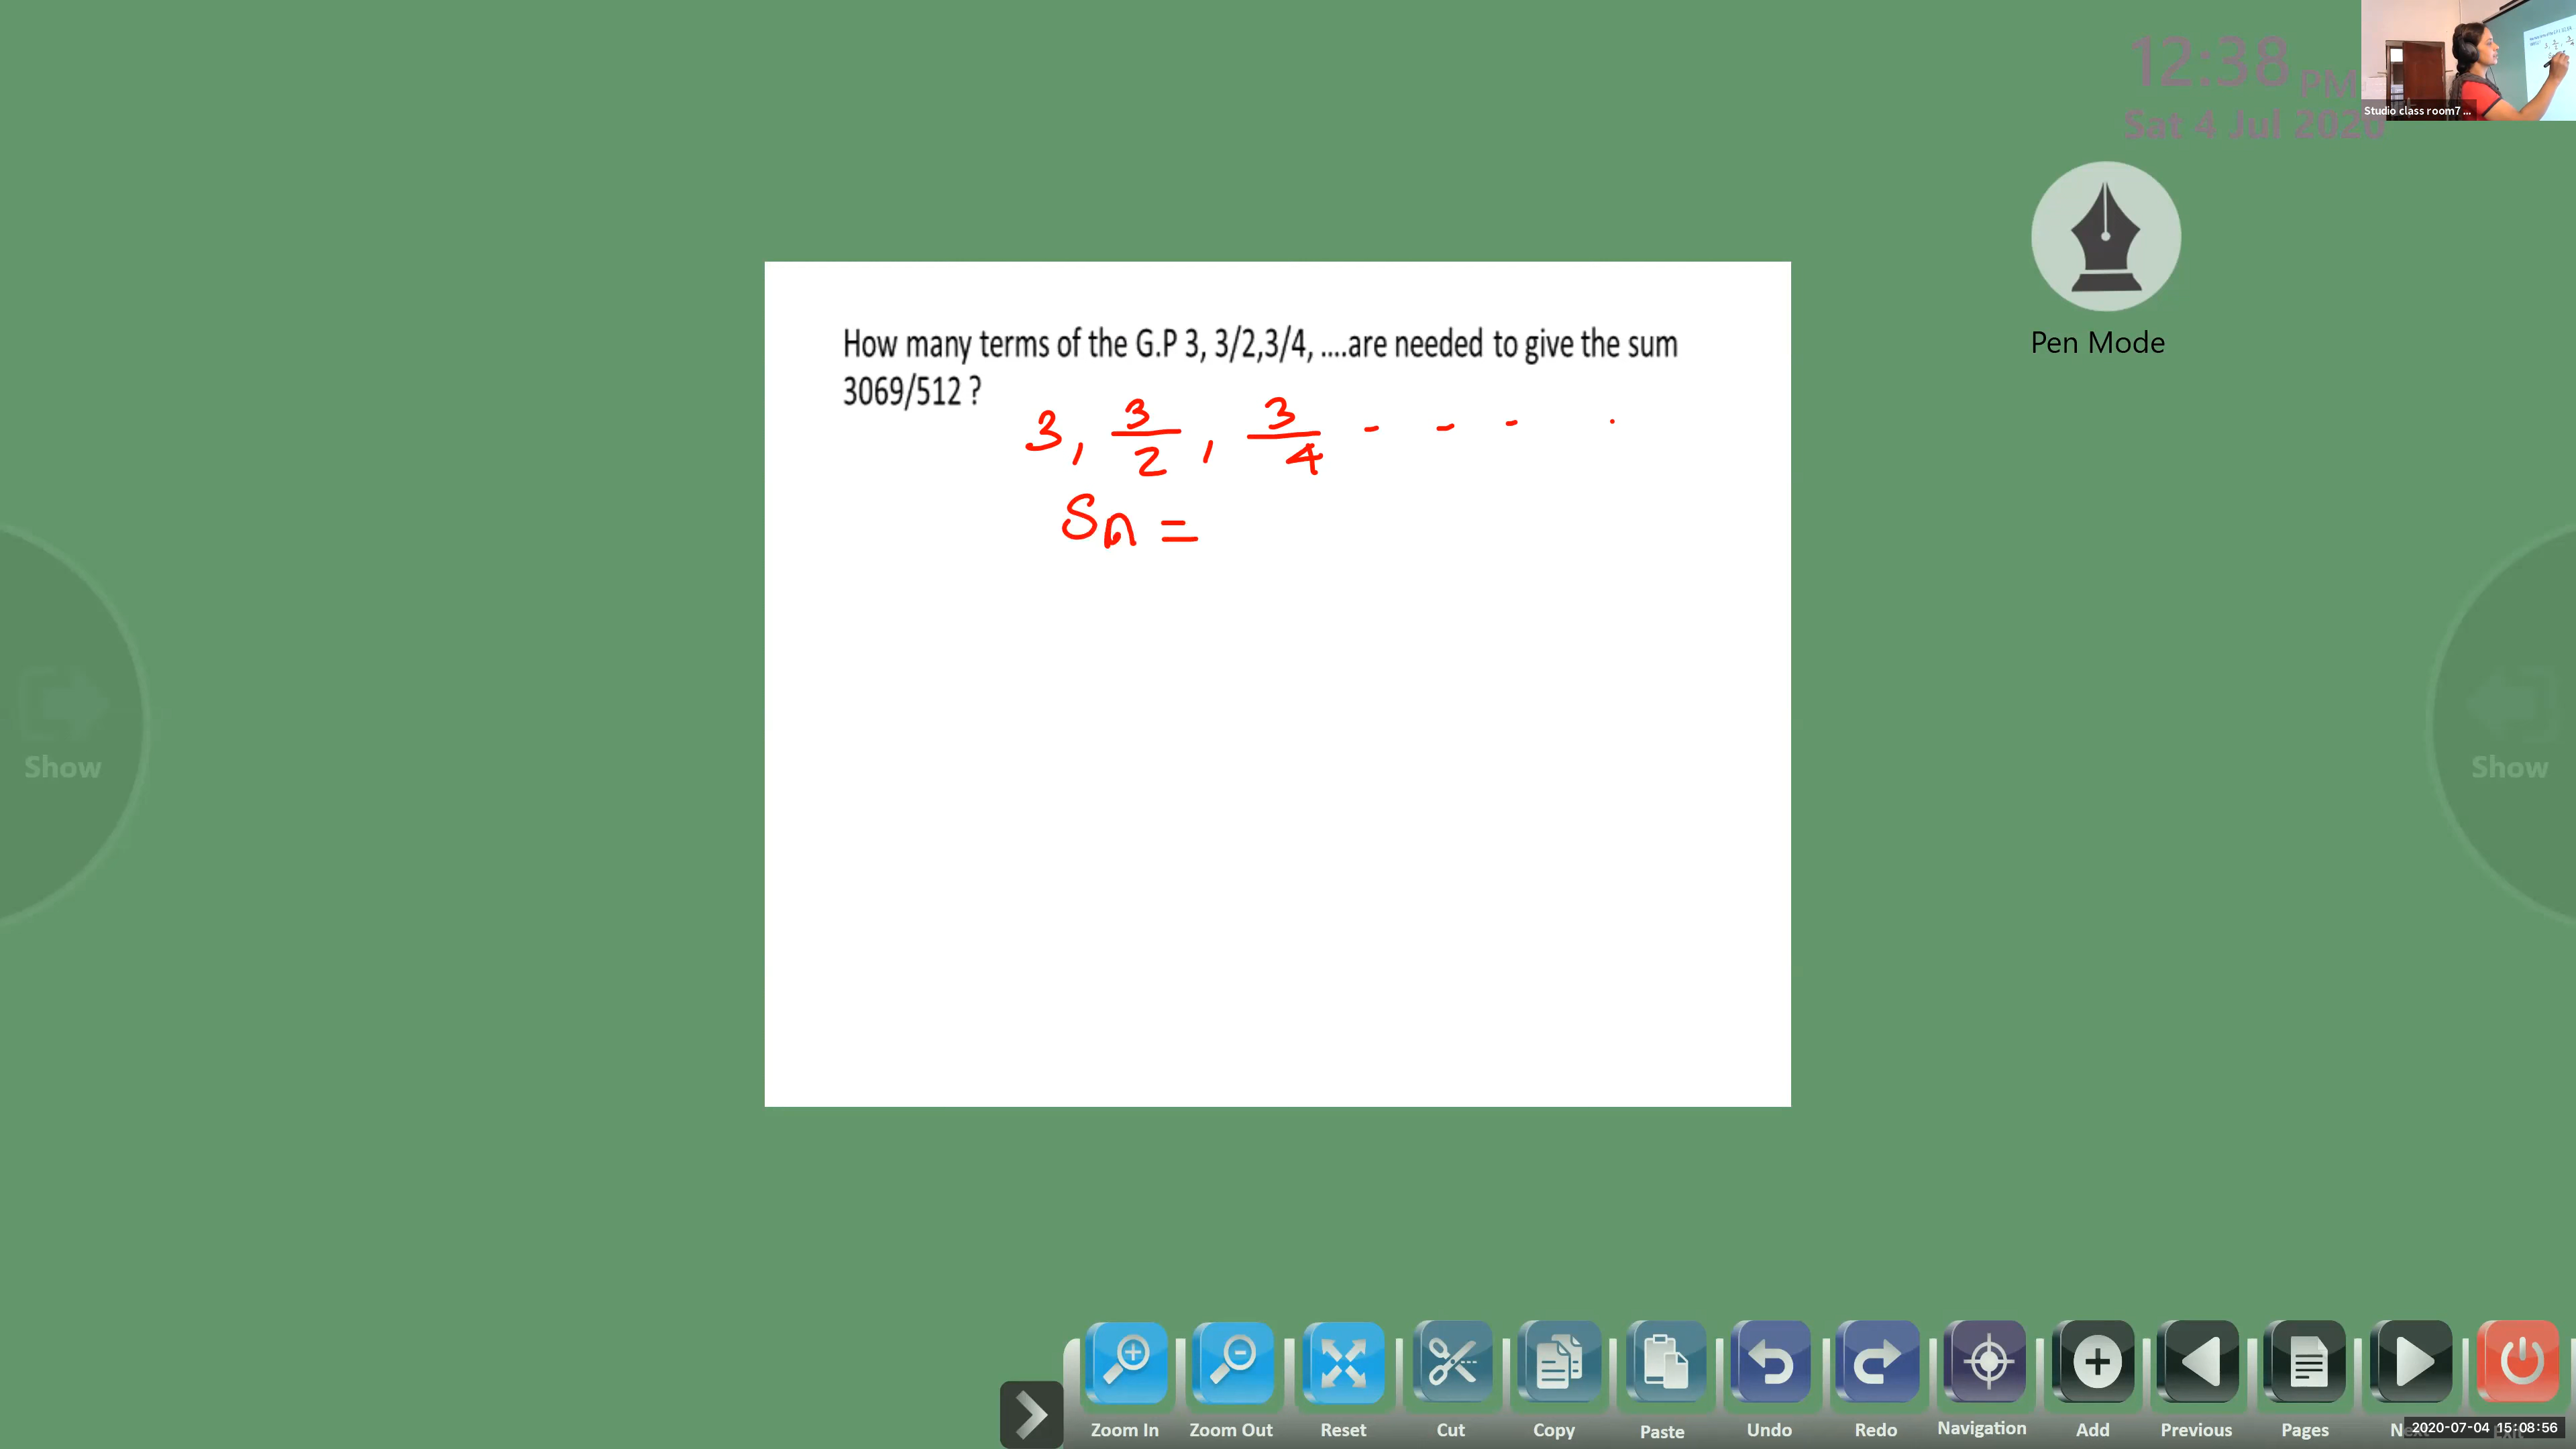 12:38 PM
Sat 4 Jul 2020
Studio class room7 ...
Pen Mode
How many terms of the G.P 3, 3/2,3/4, ....are needed to give the sum
3069/512 ?
3, 3/2, 3/4 - - - .
Sn =
Show
Show
Zoom In Zoom Out Reset Cut Copy Paste Undo Redo Navigation Add Previous Pages
2020-07-04 15:08:56